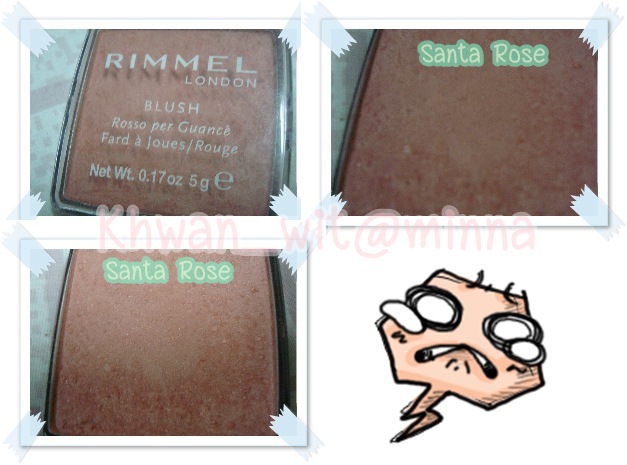 RIMMEL
LONDON
BLUSH
Rosso per Guance
Fard à Joues/Rouge
Net Wt. 0.17oz 5g e
Santa Rose
Khwan_wit@minna
Santa Rose